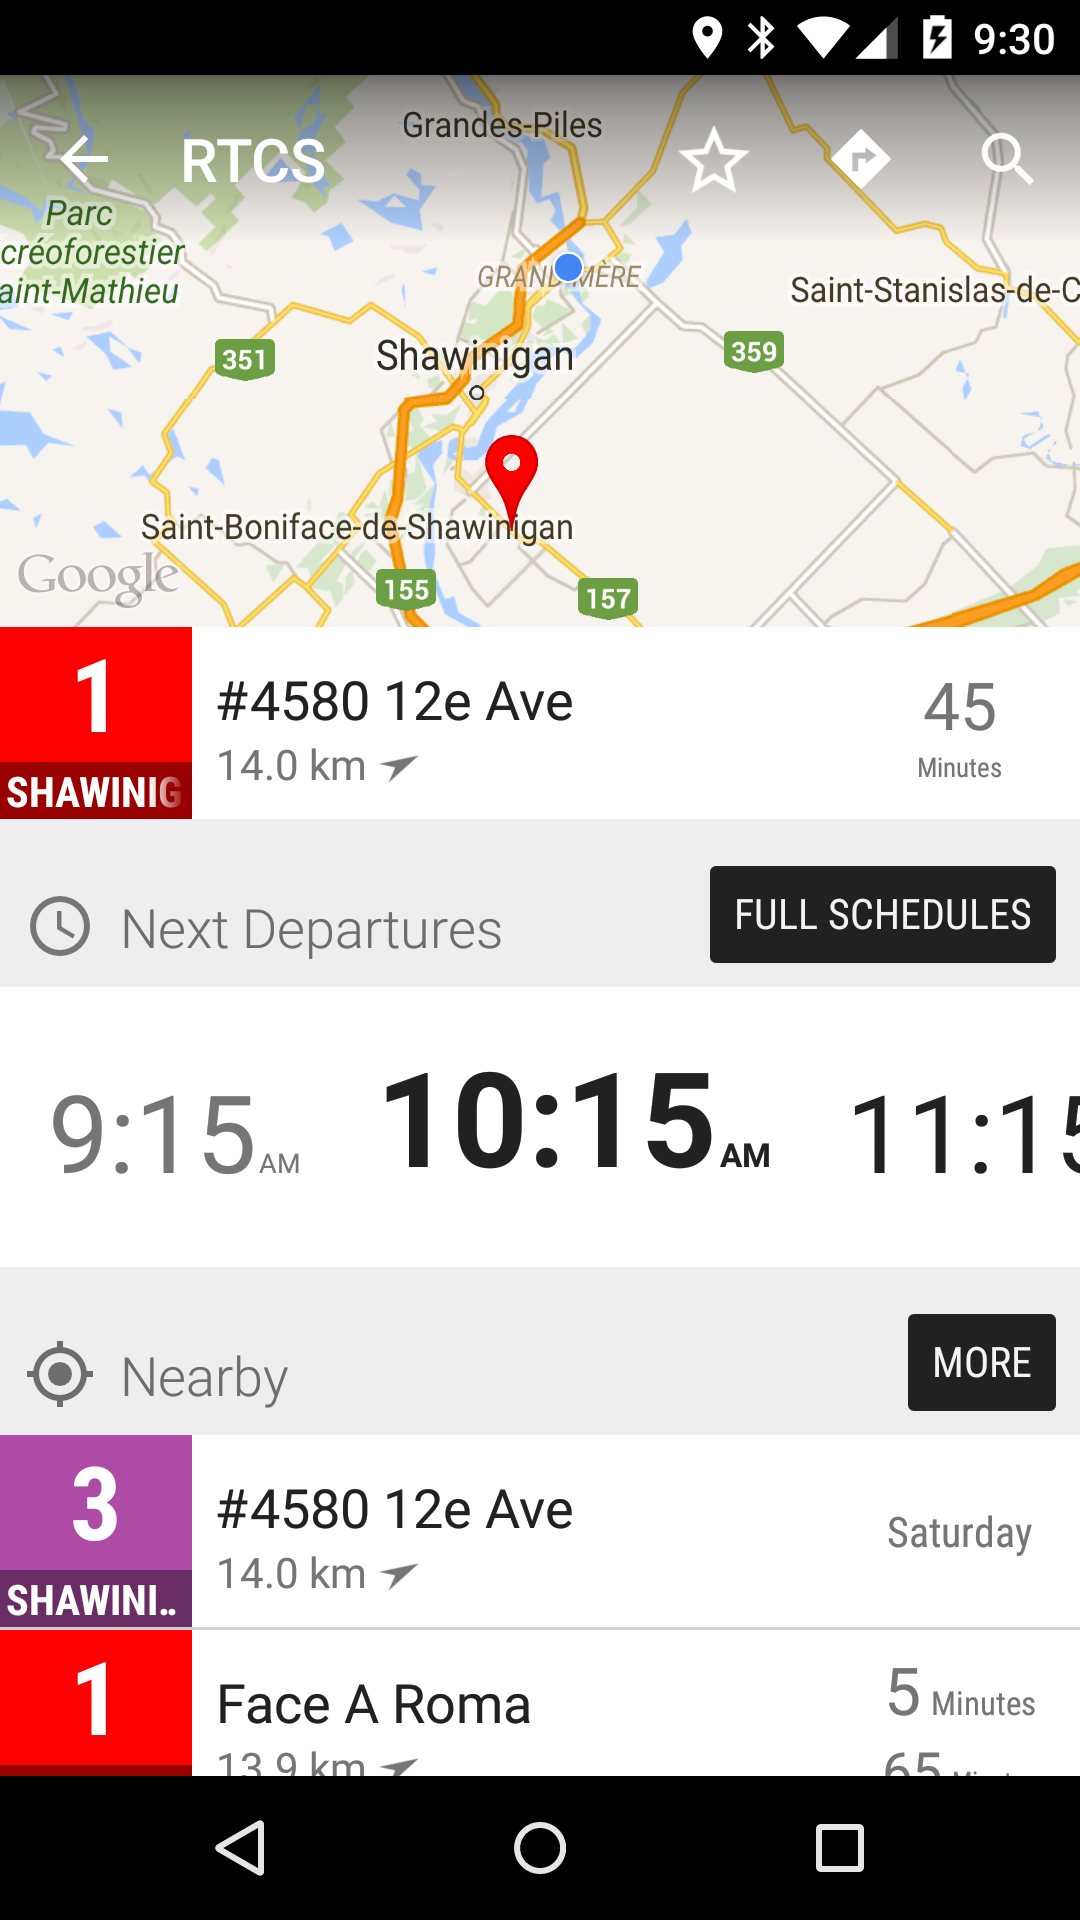 9:30
Grandes-Piles
RTCS
Parc
créoforestier
aint-Mathieu
GRAND-MÈRE
Saint-Stanislas-de-C
351
Shawinigan
359
Saint-Boniface-de-Shawinigan
Google
155
157
1
#4580 12e Ave
45
14.0 km
Minutes
SHAWINIG
Next Departures
FULL SCHEDULES
9:15 AM
10:15 AM
11:15
Nearby
MORE
3
#4580 12e Ave
Saturday
14.0 km
SHAWINI..
1
Face A Roma
5 Minutes
13.9 km
65 Minutes